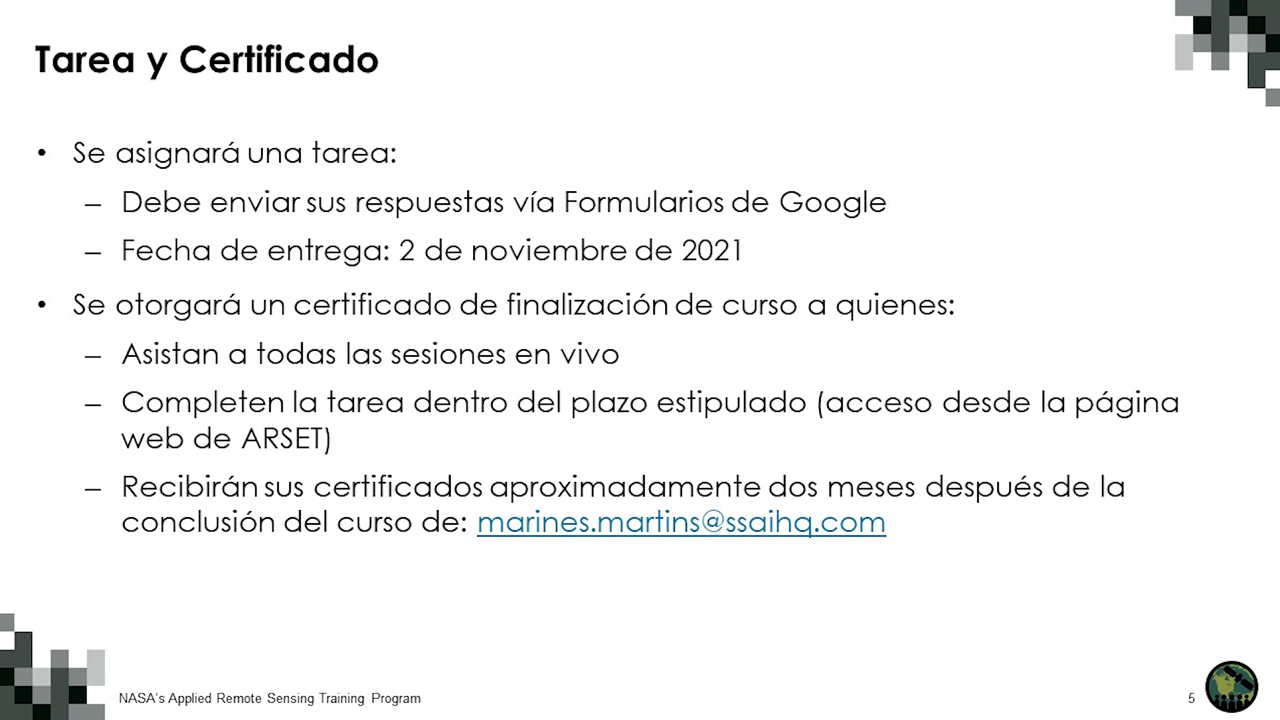 Tarea y Certificado
• Se asignará una tarea:
– Debe enviar sus respuestas vía Formularios de Google
– Fecha de entrega: 2 de noviembre de 2021
• Se otorgará un certificado de finalización de curso a quienes:
– Asistan a todas las sesiones en vivo
– Completen la tarea dentro del plazo estipulado (acceso desde la página
web de ARSET)
– Recibirán sus certificados aproximadamente dos meses después de la
conclusión del curso de: marines.martins@ssaihq.com
NASA's Applied Remote Sensing Training Program
5